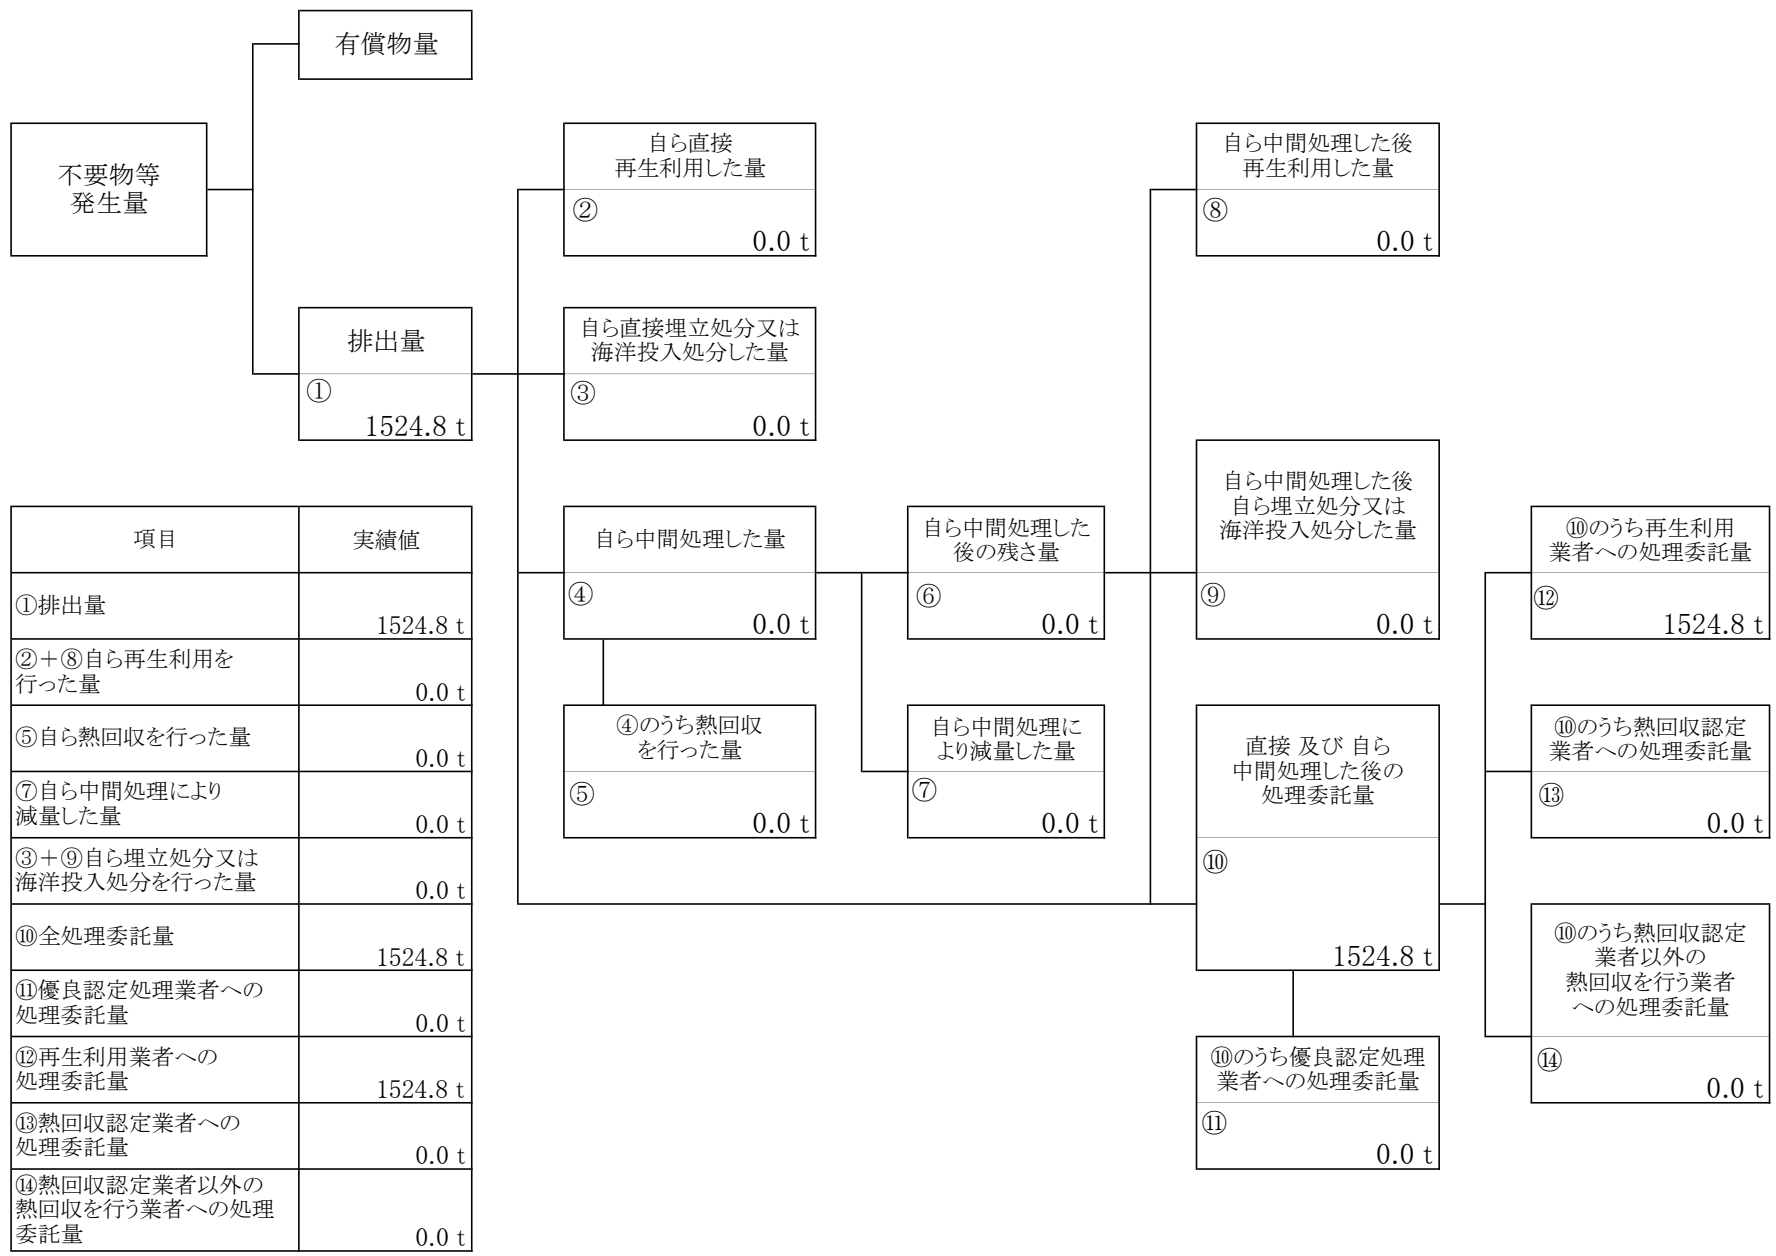 有償物量
不要物等
発生量
排出量
①
1524.8 t
自ら直接
再生利用した量
②
0.0 t
自ら直接埋立処分又は
海洋投入処分した量
③
0.0 t
自ら中間処理した量
④
0.0 t
④のうち熱回収
を行った量
⑤
0.0 t
自ら中間処理した
後の残さ量
⑥
0.0 t
自ら中間処理に
より減量した量
⑦
0.0 t
自ら中間処理した後
再生利用した量
⑧
0.0 t
自ら中間処理した後
自ら埋立処分又は
海洋投入処分した量
⑨
0.0 t
直接 及び 自ら
中間処理した後の
処理委託量
⑩
1524.8 t
⑩のうち優良認定処理
業者への処理委託量
⑪
0.0 t
⑩のうち再生利用
業者への処理委託量
⑫
1524.8 t
⑩のうち熱回収認定
業者への処理委託量
⑬
0.0 t
⑩のうち熱回収認定
業者以外の
熱回収を行う業者
への処理委託量
⑭
0.0 t
項目
実績値
①排出量
1524.8 t
②＋⑧自ら再生利用を
行った量
0.0 t
⑤自ら熱回収を行った量
0.0 t
⑦自ら中間処理により
減量した量
0.0 t
③＋⑨自ら埋立処分又は
海洋投入処分を行った量
0.0 t
⑩全処理委託量
1524.8 t
⑪優良認定処理業者への
処理委託量
0.0 t
⑫再生利用業者への
処理委託量
1524.8 t
⑬熱回収認定業者への
処理委託量
0.0 t
⑭熱回収認定業者以外の
熱回収を行う業者への処理
委託量
0.0 t